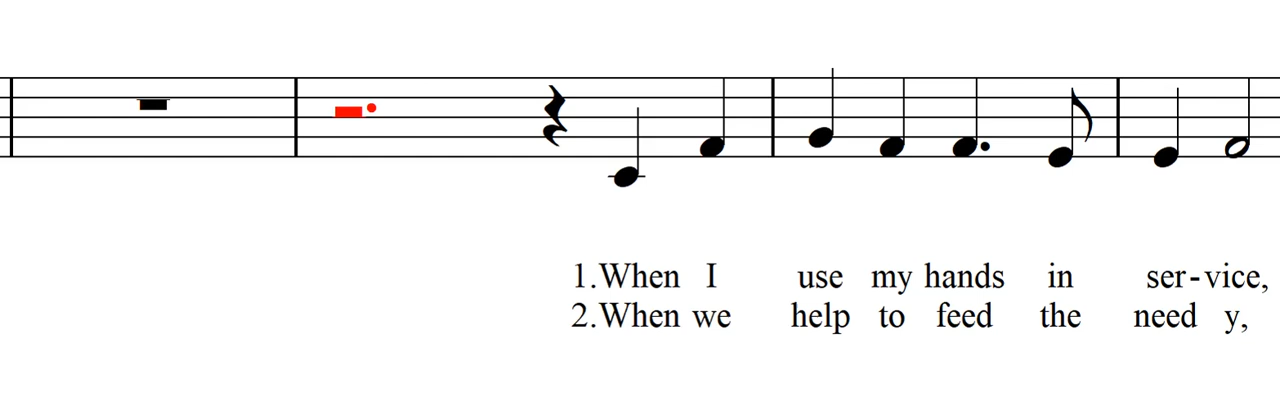 1.When I use my hands in ser-vice,
2.When we help to feed the need y,